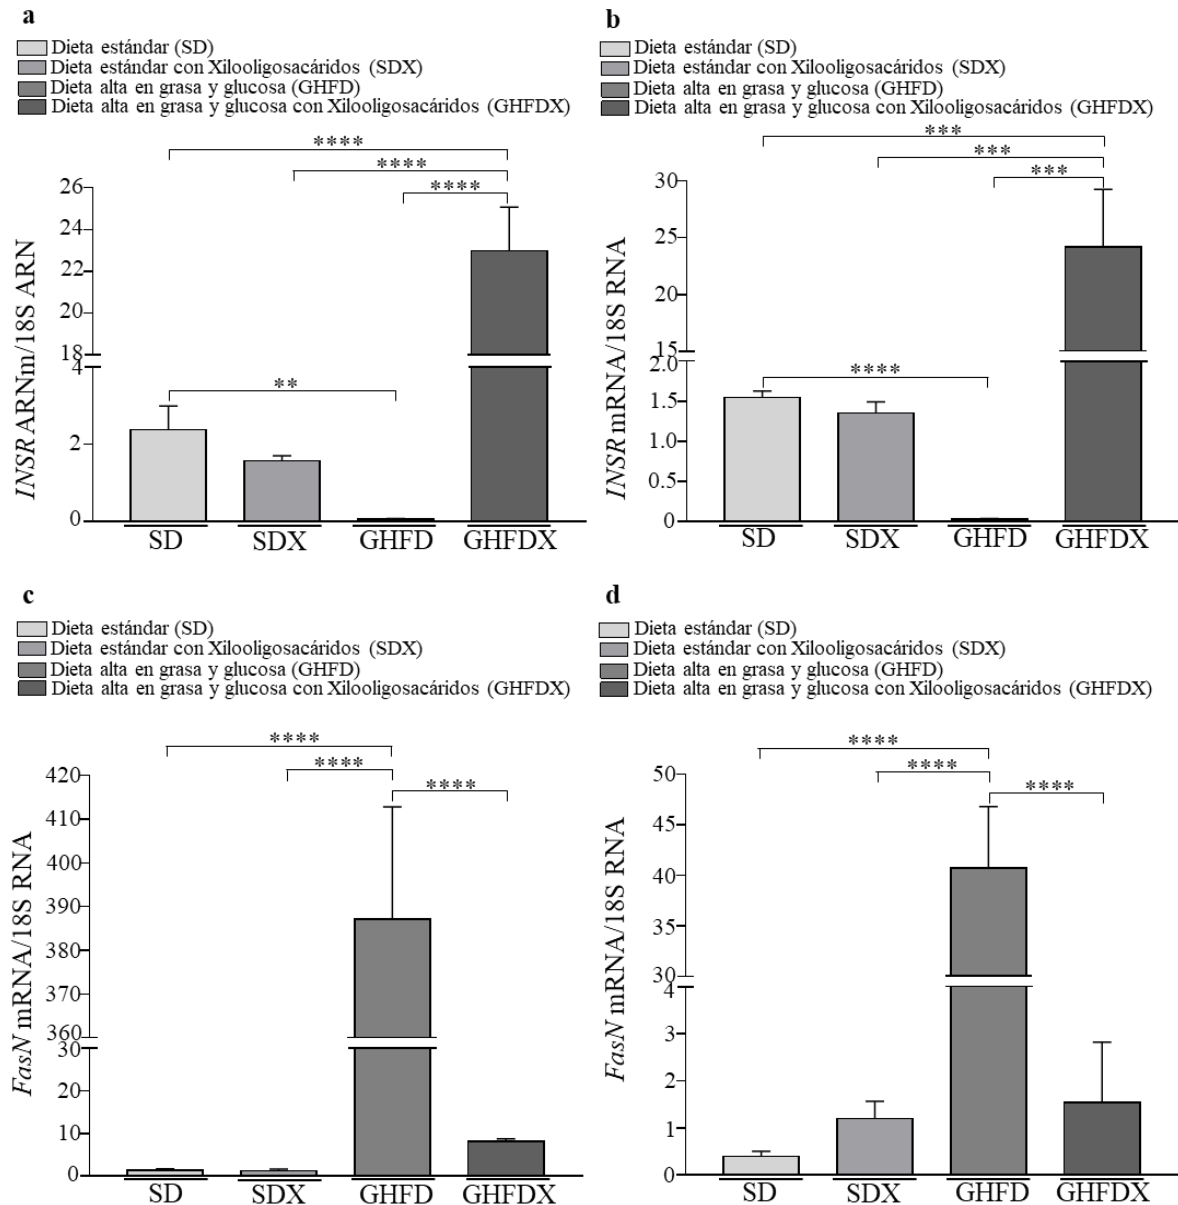 a
Dieta estándar (SD)
Dieta estándar con Xilooligosacáridos (SDX)
Dieta alta en grasa y glucosa (GHFD)
Dieta alta en grasa y glucosa con Xilooligosacáridos (GHFDX)
****
****
****
26
24
22
20
18
4
2
0
**
INSR ARNm/18S ARN
SD
SDX
GHFD
GHFDX
b
Dieta estándar (SD)
Dieta estándar con Xilooligosacáridos (SDX)
Dieta alta en grasa y glucosa (GHFD)
Dieta alta en grasa y glucosa con Xilooligosacáridos (GHFDX)
***
***
***
30
25
20
15
2.0
1.5
1.0
0.5
0
****
INSR mRNA/18S RNA
SD
SDX
GHFD
GHFDX
c
Dieta estándar (SD)
Dieta estándar con Xilooligosacáridos (SDX)
Dieta alta en grasa y glucosa (GHFD)
Dieta alta en grasa y glucosa con Xilooligosacáridos (GHFDX)
****
****
****
420
410
400
390
380
370
360
30
20
10
0
FasN mRNA/18S RNA
SD
SDX
GHFD
GHFDX
d
Dieta estándar (SD)
Dieta estándar con Xilooligosacáridos (SDX)
Dieta alta en grasa y glucosa (GHFD)
Dieta alta en grasa y glucosa con Xilooligosacáridos (GHFDX)
****
****
****
50
45
40
35
30
4
3
2
1
0
FasN mRNA/18S RNA
SD
SDX
GHFD
GHFDX